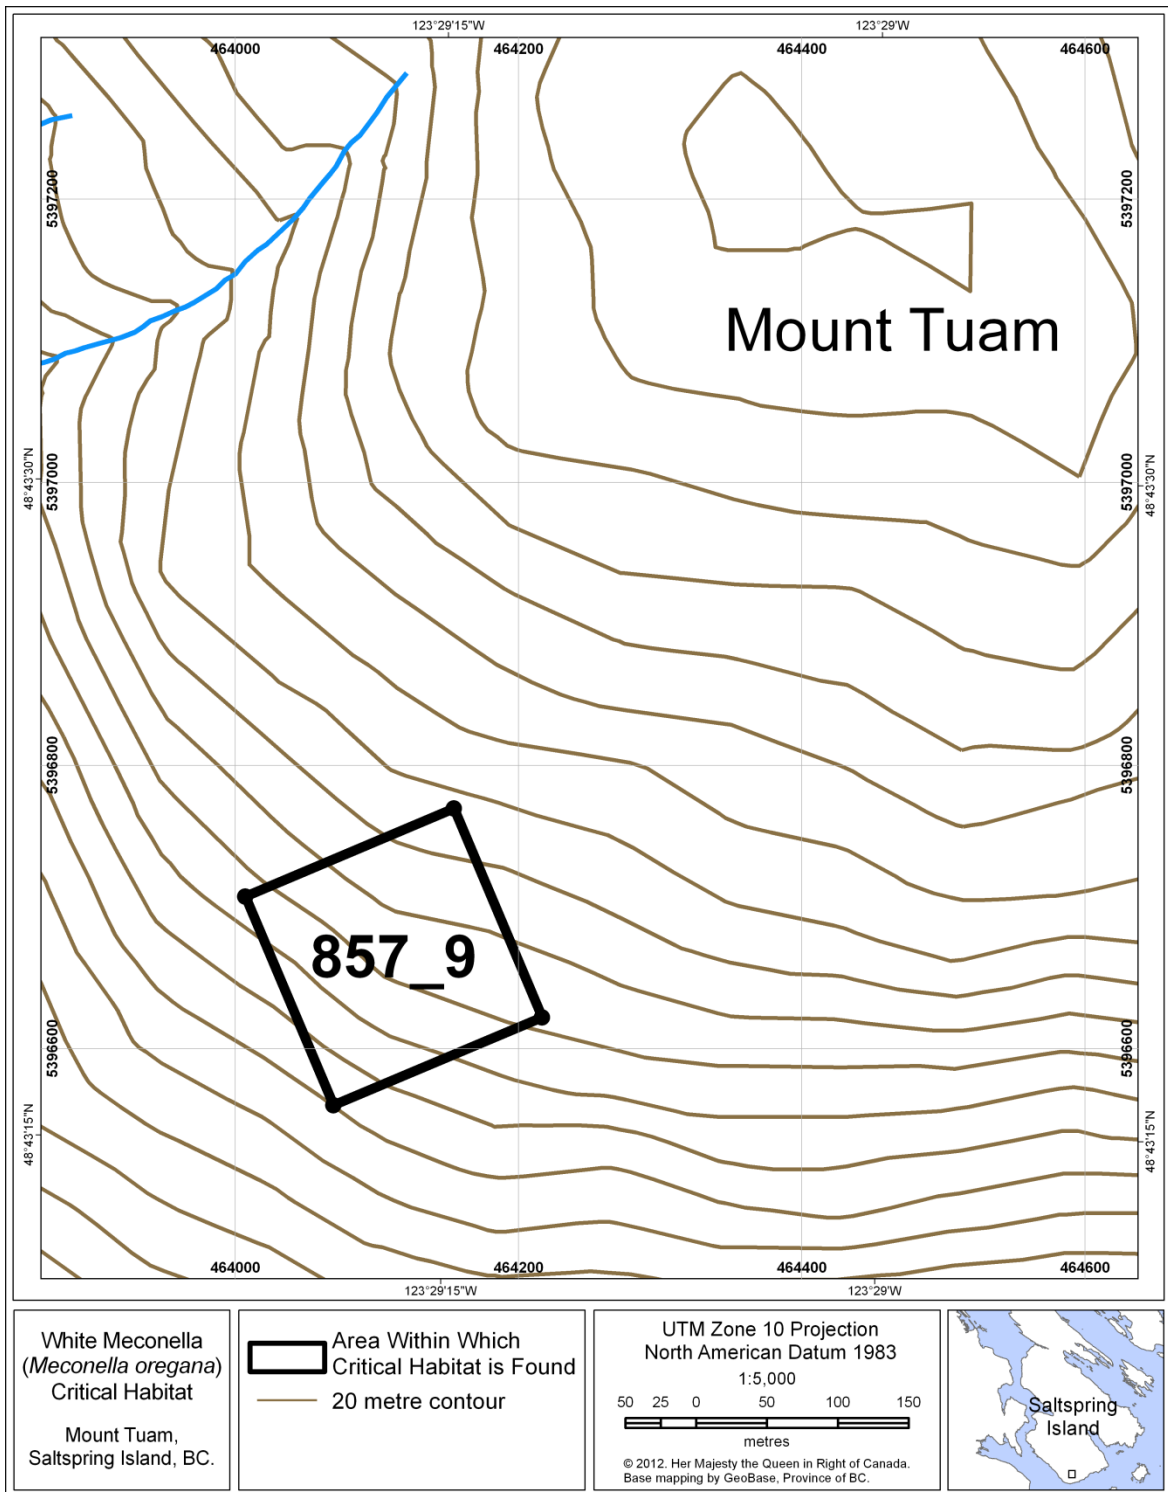 123°29'15"W
123°29'W
464000
464200
464400
464600
5397200
5397200
Mount Tuam
48°43'30"N
5397000
5397000
48°43'30"N
5396800
5396800
857_9
5396600
5396600
48°43'15"N
48°43'15"N
464000
464200
464400
464600
123°29'15"W
123°29'W
White Meconella
(Meconella oregana)
Critical Habitat
Mount Tuam,
Saltspring Island, BC.
Area Within Which
Critical Habitat is Found
20 metre contour
UTM Zone 10 Projection
North American Datum 1983
1:5,000
50 25 0 50 100 150
metres
© 2012. Her Majesty the Queen in Right of Canada.
Base mapping by GeoBase, Province of BC.
Saltspring
Island